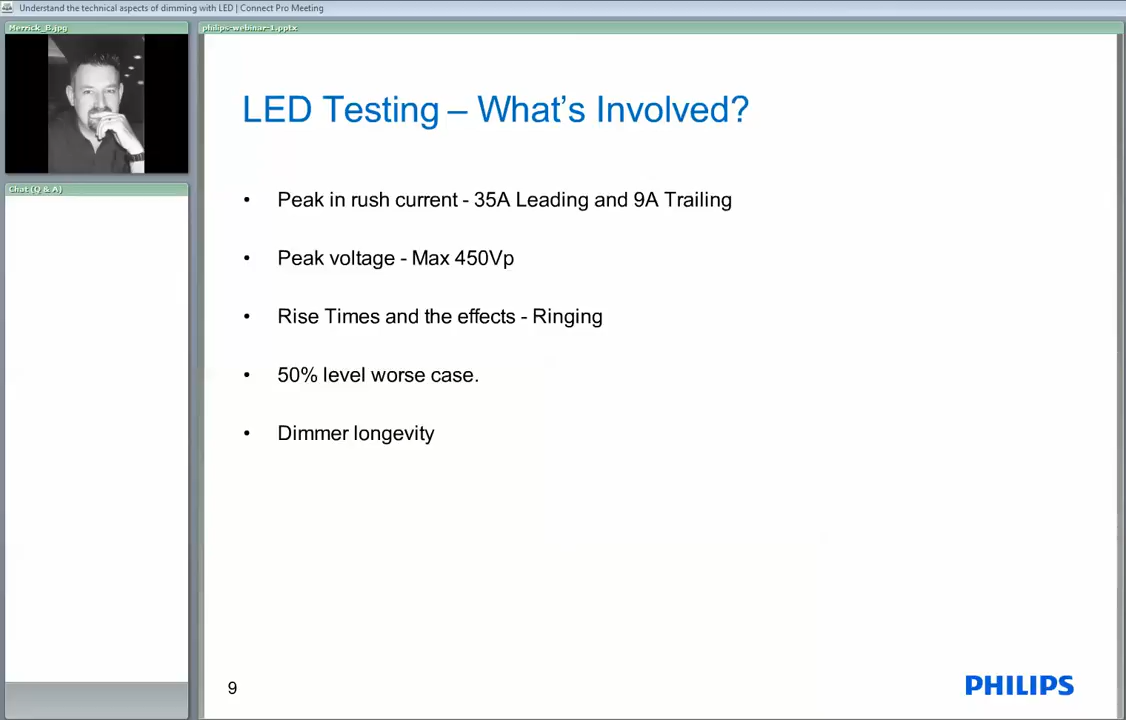 Understand the technical aspects of dimming with LED | Connect Pro Meeting
Merrick_B.jpg
philips-webinar-1.pptx
LED Testing – What’s Involved?
• Peak in rush current - 35A Leading and 9A Trailing
• Peak voltage - Max 450Vp
• Rise Times and the effects - Ringing
• 50% level worse case.
• Dimmer longevity
Chat (Q & A)
9
PHILIPS